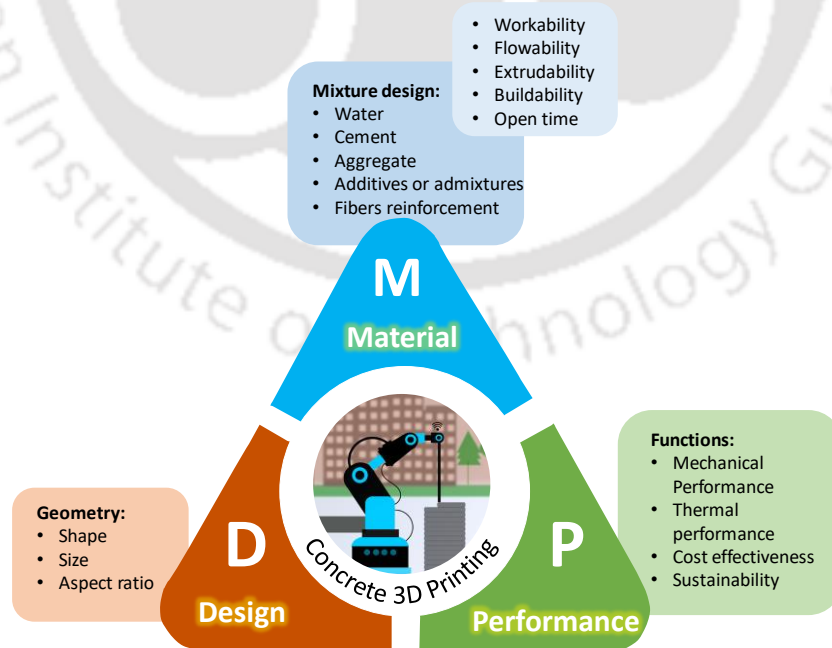 • Workability
• Flowability
• Extrudability
• Buildability
• Open time
Mixture design:
• Water
• Cement
• Aggregate
• Additives or admixtures
• Fibers reinforcement
M
Material
Functions:
• Mechanical
Performance
• Thermal
performance
• Cost effectiveness
• Sustainability
Geometry:
• Shape
• Size
• Aspect ratio
D
Design
P
Performance
Concrete 3D Printing
Institute